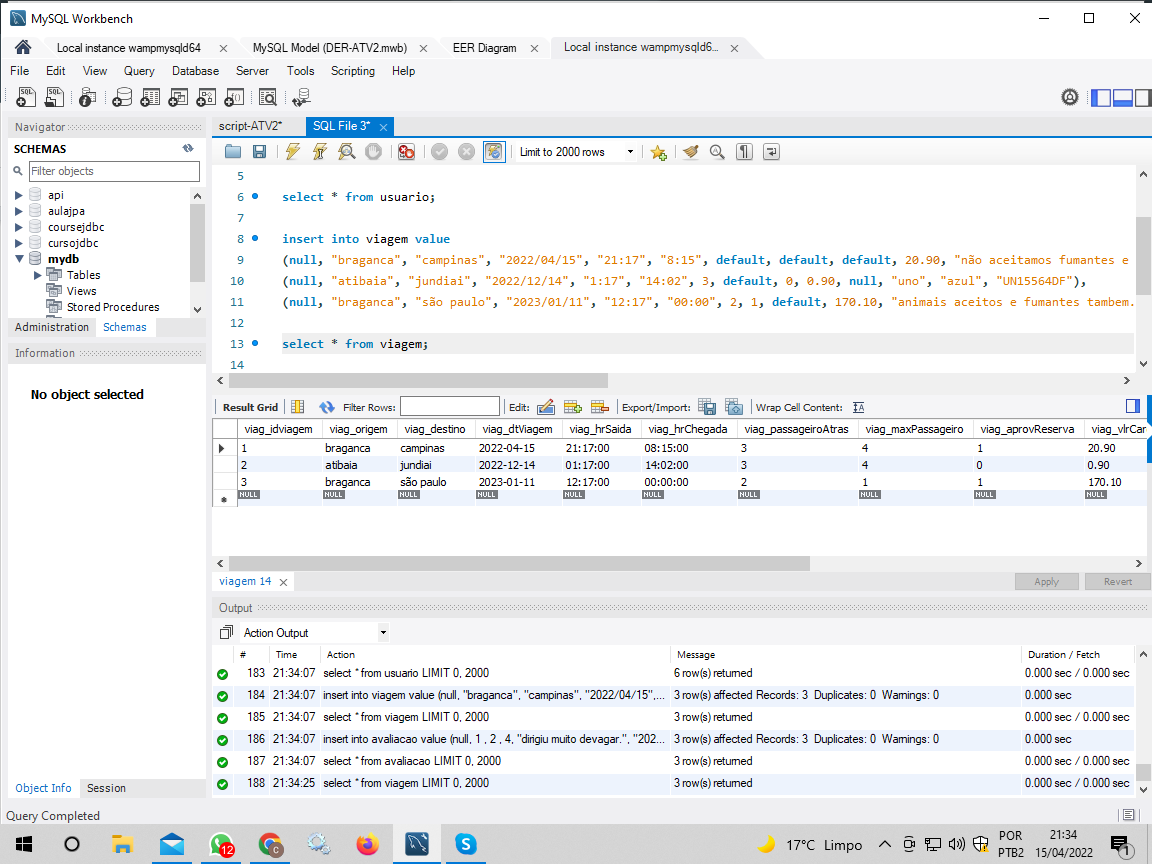 MySQL Workbench
Local instance wampmysqld64
MySQL Model (DER-ATV2.mwb)
EER Diagram
Local instance wampmysqld6...
File Edit View Query Database Server Tools Scripting Help
Navigator
script-ATV2*
SQL File 3*
SCHEMAS
Limit to 2000 rows
Filter objects
api
aulajpa
coursejdbc
cursojdbc
mydb
Tables
Views
Stored Procedures
Administration Schemas
Information
No object selected
5
6 select * from usuario;
7
8 insert into viagem value
9 (null, "braganca", "campinas", "2022/04/15", "21:17", "8:15", default, default, default, 20.90, "não aceitamos fumantes e
10 (null, "atibaia", "jundiai", "2022/12/14", "1:17", "14:02", 3, default, 0, 0.90, null, "uno", "azul", "UN15564DF"),
11 (null, "braganca", "são paulo", "2023/01/11", "12:17", "00:00", 2, 1, default, 170.10, "animais aceitos e fumantes tambem.
12
13 select * from viagem;
14
Result Grid Filter Rows: Edit: Export/Import: Wrap Cell Content:
viag_idviagem viag_origem viag_destino viag_dtViagem viag_hrSaida viag_hrChegada viag_passageiroAtras viag_maxPassageiro viag_aprovReserva viag_vlrCar
1 braganca campinas 2022-04-15 21:17:00 08:15:00 3 4 1 20.90
2 atibaia jundiai 2022-12-14 01:17:00 14:02:00 3 4 0 0.90
3 braganca são paulo 2023-01-11 12:17:00 00:00:00 2 1 1 170.10
NULL NULL NULL NULL NULL NULL NULL NULL NULL NULL
viagem 14
Apply Revert
Output
Action Output
# Time Action Message Duration / Fetch
183 21:34:07 select * from usuario LIMIT 0, 2000 6 row(s) returned 0.000 sec / 0.000 sec
184 21:34:07 insert into viagem value (null, "braganca", "campinas", "2022/04/15",... 3 row(s) affected Records: 3 Duplicates: 0 Warnings: 0 0.000 sec
185 21:34:07 select * from viagem LIMIT 0, 2000 3 row(s) returned 0.000 sec / 0.000 sec
186 21:34:07 insert into avaliacao value (null, 1 , 2 , 4, "dirigiu muito devagar.", "202... 3 row(s) affected Records: 3 Duplicates: 0 Warnings: 0 0.000 sec
187 21:34:07 select * from avaliacao LIMIT 0, 2000 3 row(s) returned 0.000 sec / 0.000 sec
188 21:34:25 select * from viagem LIMIT 0, 2000 3 row(s) returned 0.000 sec / 0.000 sec
Object Info Session
Query Completed
12
17°C Limpo
POR
PTB2
21:34
15/04/2022
1